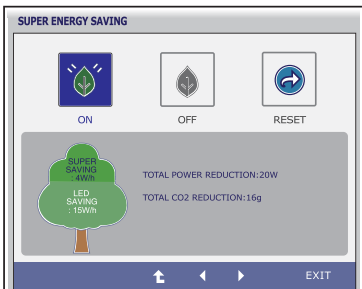 SUPER ENERGY SAVING
ON
OFF
RESET
SUPER
SAVING
: 4W/h
LED
SAVING
: 15W/h
TOTAL POWER REDUCTION:20W
TOTAL CO2 REDUCTION:16g
EXIT